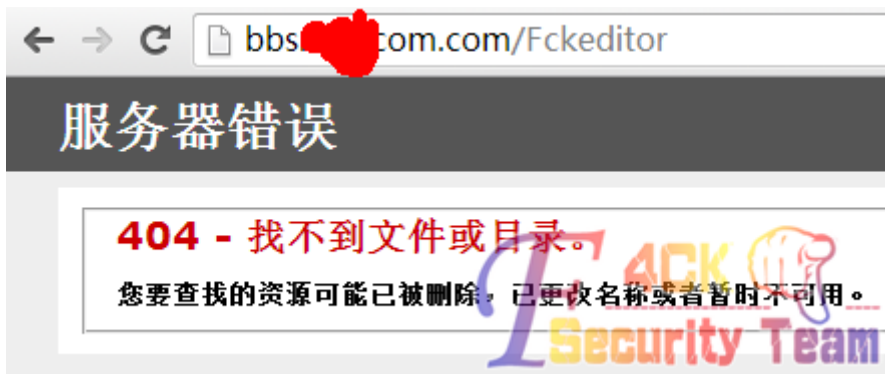 bbs com.com/Fckeditor
服务器错误
404 - 找不到文件或目录。
您要查找的资源可能已被删除，已更改名称或者暂时不可用。
F4CK
Security Team